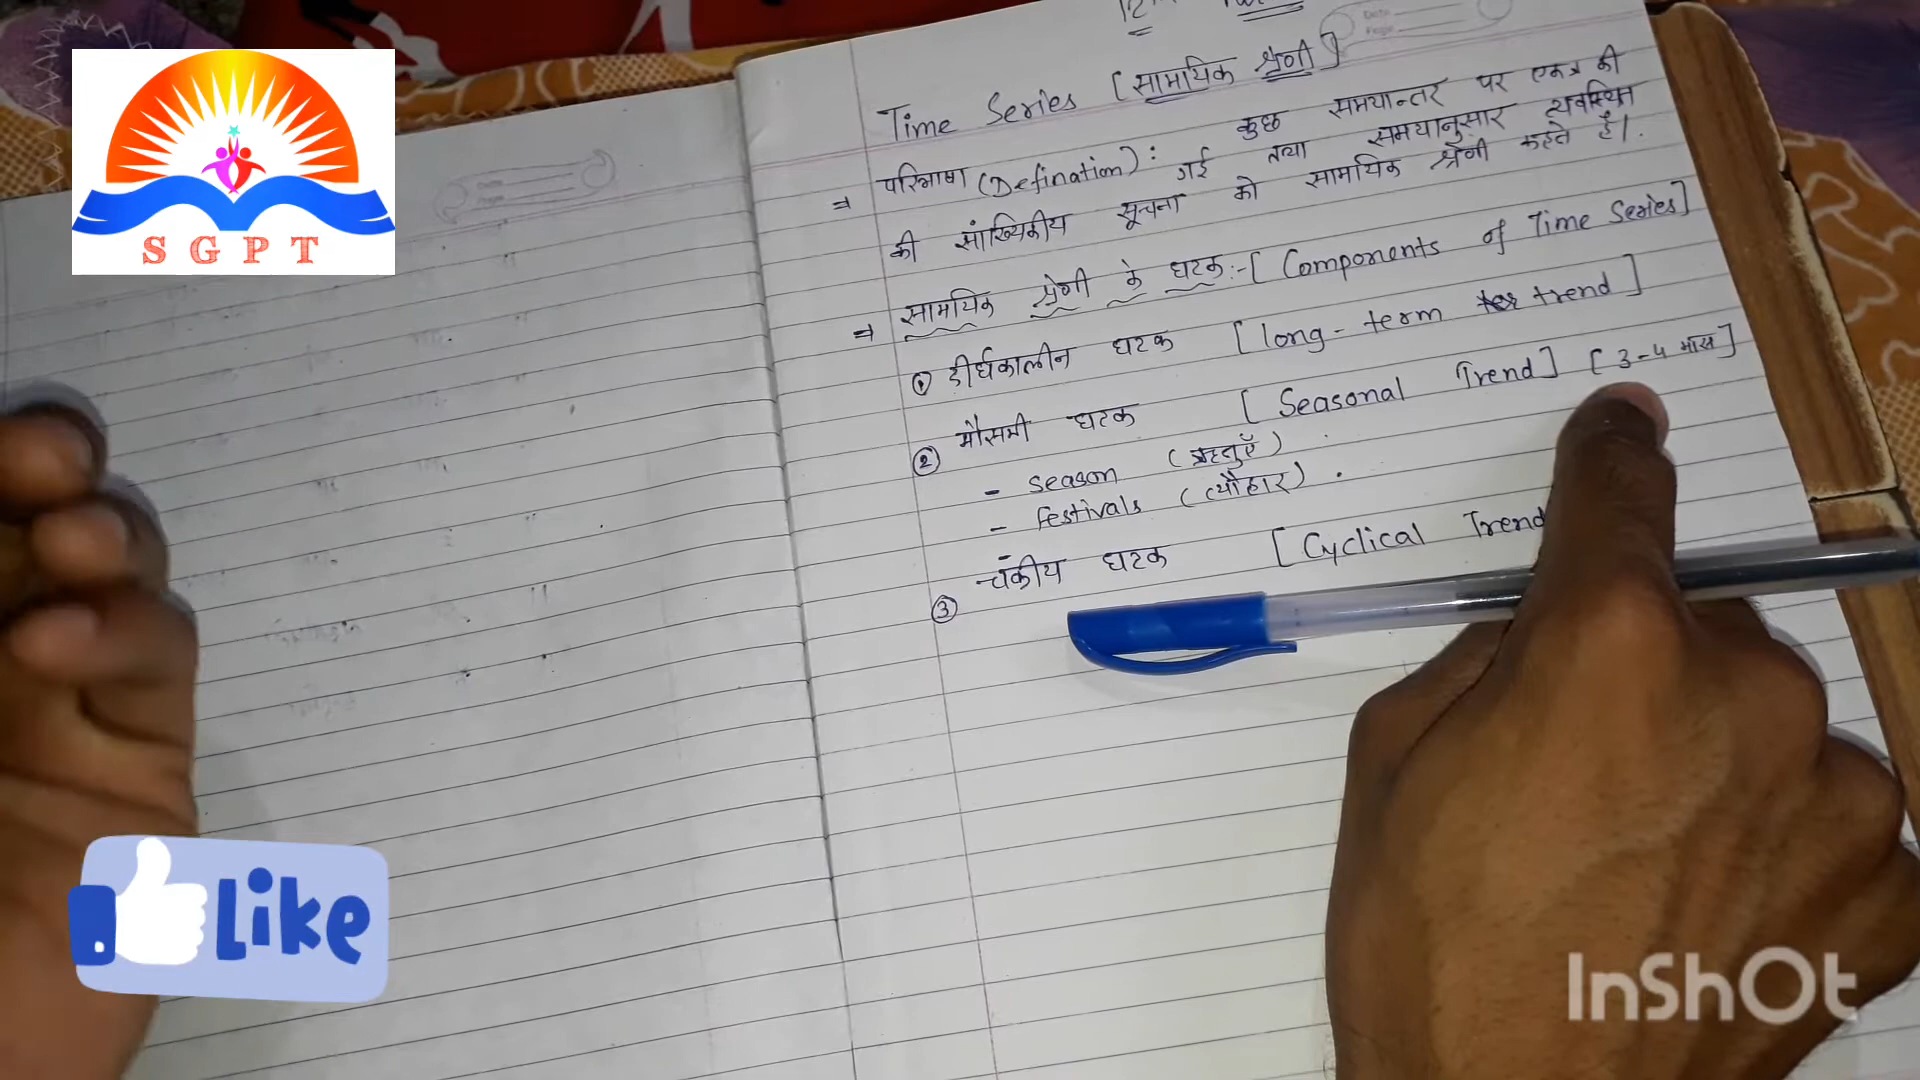 SGPT
Time Series [सामयिक श्रेणी]
⇒ परिभाषा (Defination) : कुछ समयान्तर पर एकत्र की
गई तथा समयानुसार व्यवस्थित
की सांख्यिकीय सूचना को सामयिक श्रेणी कहते हैं।.
⇒ सामयिक श्रेणी के घटक :- [Components of Time Series]
① दीर्घकालीन घटक [long-term trend]
② मौसमी घटक [Seasonal Trend] [3-4 मास]
- Season (ऋतुएँ)
- festivals (त्यौहार).
③ चक्रीय घटक [Cyclical Trend
Like
InShOt